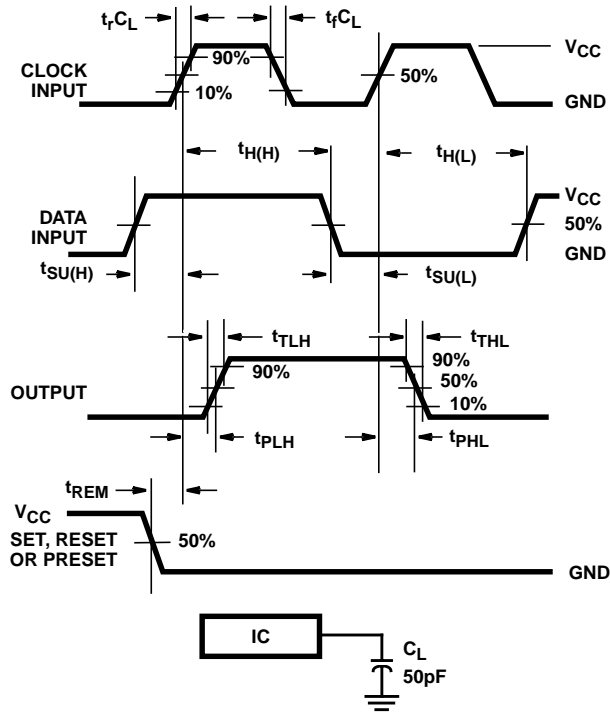 trCL tfCL
VCC
CLOCK
INPUT
90%
10%
50%
GND
tH(H) tH(L)
DATA
INPUT
VCC
50%
GND
tSU(H) tSU(L)
tTLH tTHL
OUTPUT
90% 90%
50%
10%
tPLH tPHL
tREM
VCC
SET, RESET
OR PRESET
50%
GND
IC
CL
50pF